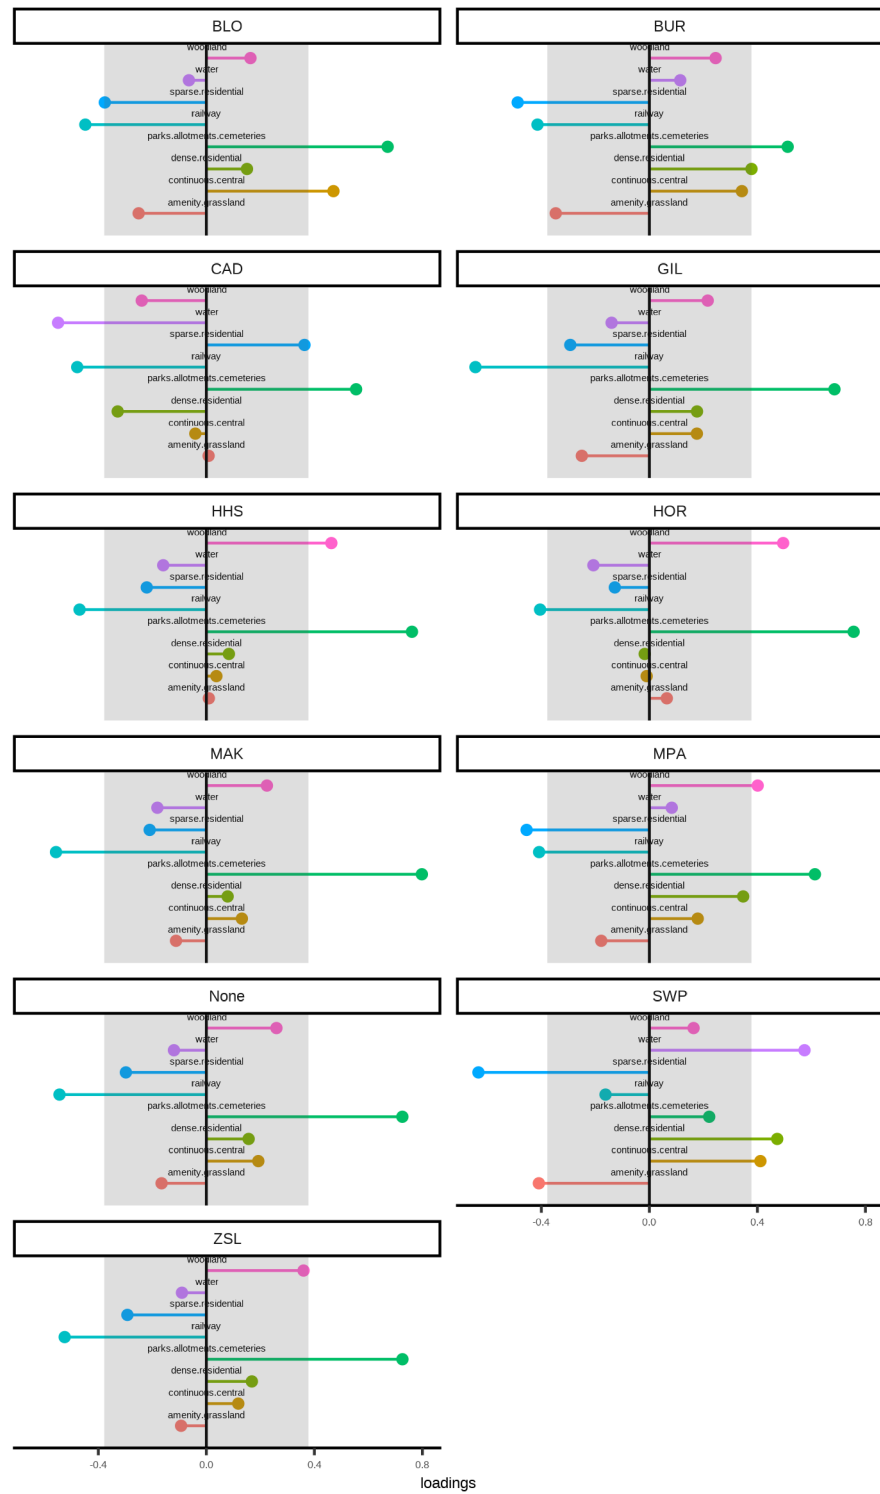 BLO
woodland
water
sparse.residential
railway
parks.allotments.cemeteries
dense.residential
continuous.central
amenity.grassland
BUR
woodland
water
sparse.residential
railway
parks.allotments.cemeteries
dense.residential
continuous.central
amenity.grassland
CAD
woodland
water
sparse.residential
railway
parks.allotments.cemeteries
dense.residential
continuous.central
amenity.grassland
GIL
woodland
water
sparse.residential
railway
parks.allotments.cemeteries
dense.residential
continuous.central
amenity.grassland
HHS
woodland
water
sparse.residential
railway
parks.allotments.cemeteries
dense.residential
continuous.central
amenity.grassland
HOR
woodland
water
sparse.residential
railway
parks.allotments.cemeteries
dense.residential
continuous.central
amenity.grassland
MAK
woodland
water
sparse.residential
railway
parks.allotments.cemeteries
dense.residential
continuous.central
amenity.grassland
MPA
woodland
water
sparse.residential
railway
parks.allotments.cemeteries
dense.residential
continuous.central
amenity.grassland
None
woodland
water
sparse.residential
railway
parks.allotments.cemeteries
dense.residential
continuous.central
amenity.grassland
SWP
woodland
water
sparse.residential
railway
parks.allotments.cemeteries
dense.residential
continuous.central
amenity.grassland
-0.4 0.0 0.4 0.8
ZSL
woodland
water
sparse.residential
railway
parks.allotments.cemeteries
dense.residential
continuous.central
amenity.grassland
-0.4 0.0 0.4 0.8
loadings